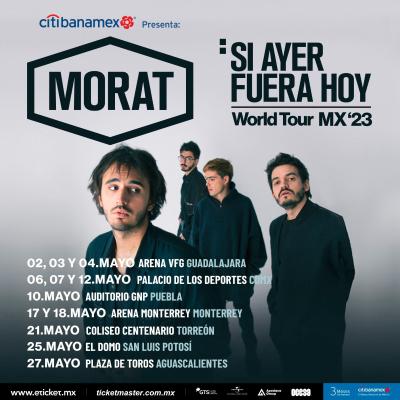 citibanamex Presenta:
MORAT
:SI AYER
FUERA HOY
World Tour MX'23
02, 03 Y 04.MAYO ARENA VFG GUADALAJARA
06, 07 Y 12.MAYO PALACIO DE LOS DEPORTES CDMX
10.MAYO AUDITORIO GNP PUEBLA
17 Y 18.MAYO ARENA MONTERREY MONTERREY
21.MAYO COLISEO CENTENARIO TORREÓN
25.MAYO EL DOMO SAN LUIS POTOSÍ
27.MAYO PLAZA DE TOROS AGUASCALIENTES
www.eticket.mx | ticketmaster.com.mx GTS OCESA 3 Meses citibanamex